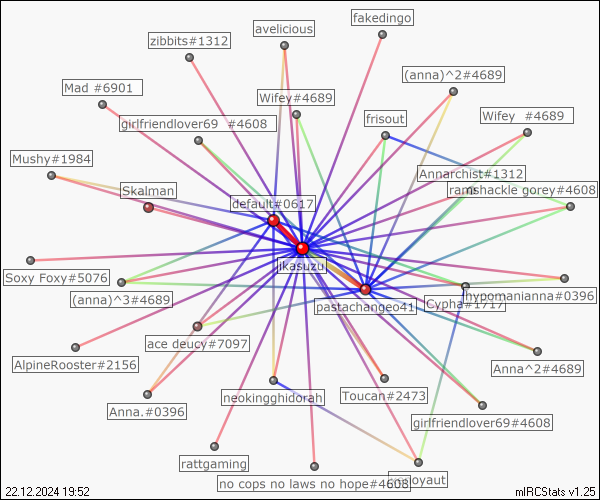 fakedingo
avelicious
zibbits#1312
(anna)^2#4689
Mad #6901
Wifey#4689
Wifey  #4689
girlfriendlover69  #4608
frisout
Mushy#1984
Annarchist#1312
Skalman
ramshackle gorey#4608
default#0617
jkasuzu
Soxy Foxy#5076
(anna)^3#4689
hypomanianna#0396
pastachangeo41
Cypha#1717
ace deucy#7097
AlpineRooster#2156
Anna^2#4689
neokingghidorah
Toucan#2473
Anna.#0396
girlfriendlover69#4608
rattgaming
no cops no laws no hope#4608
22.12.2024 19:52
mIRCStats v1.25